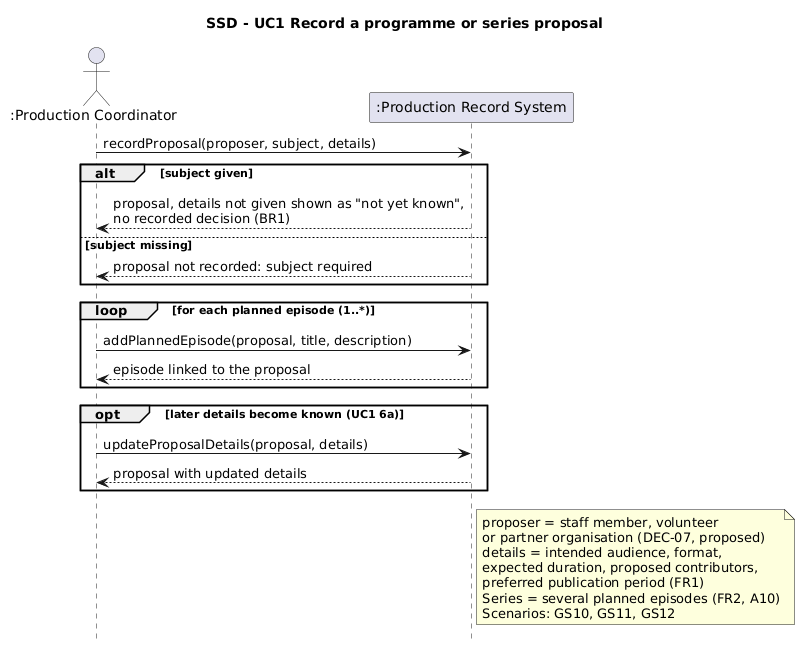 SSD - UC1 Record a programme or series proposal
:Production Coordinator
:Production Record System
recordProposal(proposer, subject, details)
alt [subject given]
proposal, details not given shown as "not yet known",
no recorded decision (BR1)
[subject missing]
proposal not recorded: subject required
loop [for each planned episode (1..*)]
addPlannedEpisode(proposal, title, description)
episode linked to the proposal
opt [later details become known (UC1 6a)]
updateProposalDetails(proposal, details)
proposal with updated details
proposer = staff member, volunteer
or partner organisation (DEC-07, proposed)
details = intended audience, format,
expected duration, proposed contributors,
preferred publication period (FR1)
Series = several planned episodes (FR2, A10)
Scenarios: GS10, GS11, GS12